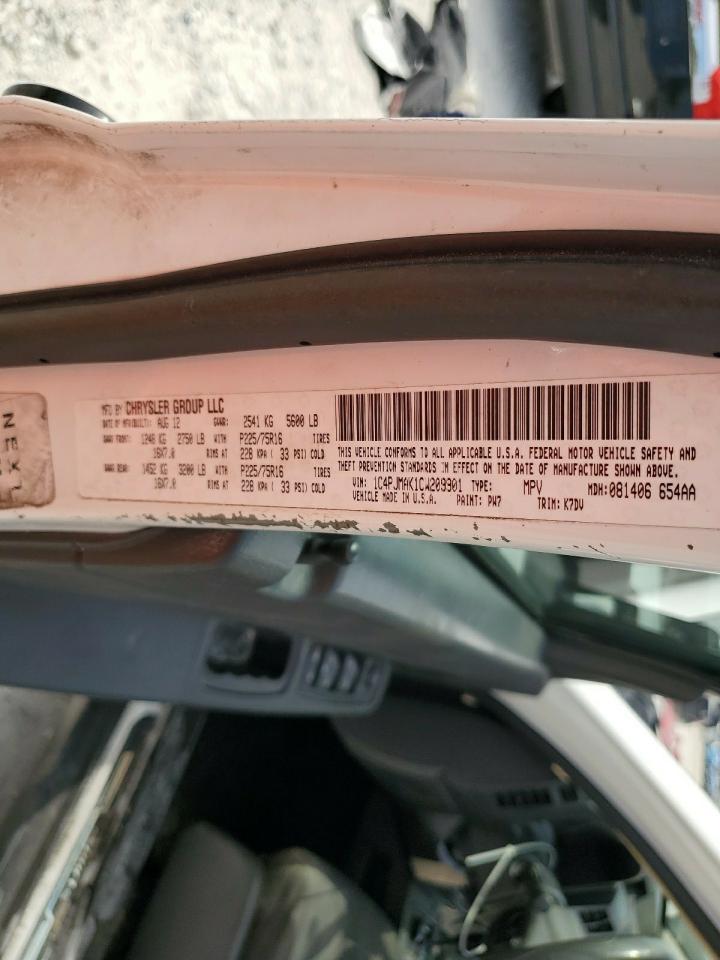 NEXL
MFD BY CHRYSLER GROUP LLC
DATE OF MFR(BUILT): AUG 12 GVWR: 2541 KG 5600 LB
GAWR FRONT: 1248 KG 2750 LB WITH P225/75R16 TIRES
16X7.0 RIMS AT 228 KPA ( 33 PSI) COLD
GAWR REAR: 1452 KG 3200 LB WITH P225/75R16 TIRES
16X7.0 RIMS AT 228 KPA ( 33 PSI) COLD
THIS VEHICLE CONFORMS TO ALL APPLICABLE U.S.A. FEDERAL MOTOR VEHICLE SAFETY AND
THEFT PREVENTION STANDARDS IN EFFECT ON THE DATE OF MANUFACTURE SHOWN ABOVE.
VIN: 1C4PJMAK1CW209901 TYPE: MPV MDH: 081406 654AA
VEHICLE MADE IN U.S.A. PAINT: PW7 TRIM: K7DV